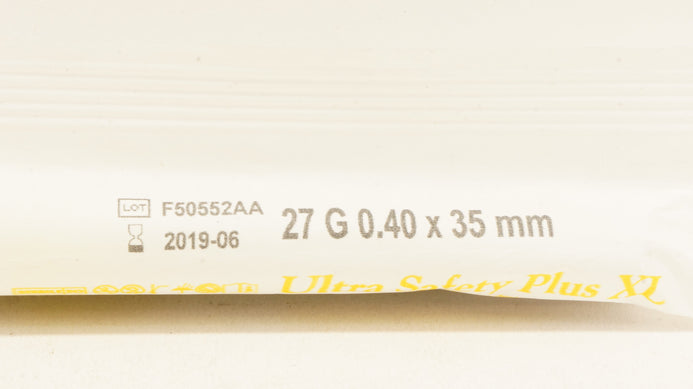 LOT F50552AA
2019-06
27 G 0.40 x 35 mm
Ultra Safety Plus XL